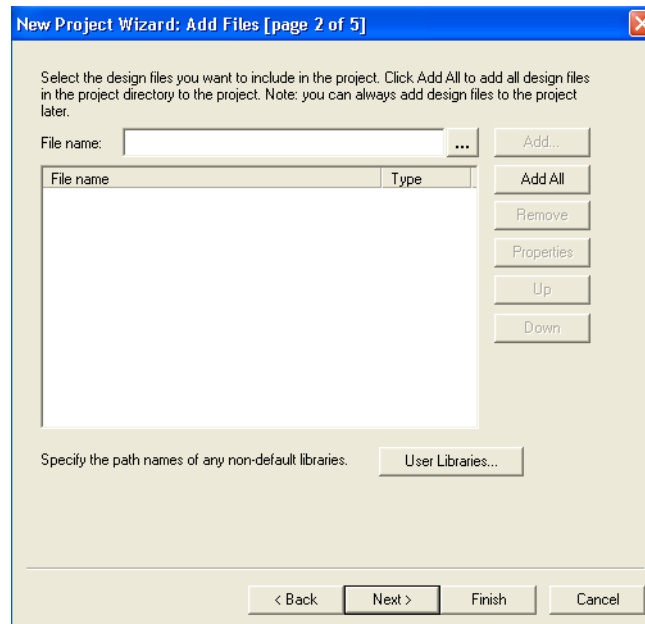 New Project Wizard: Add Files [page 2 of 5]
Select the design files you want to include in the project. Click Add All to add all design files
in the project directory to the project. Note: you can always add design files to the project
later.
File name:
...
Add...
File name
Type
Add All
Remove
Properties
Up
Down
Specify the path names of any non-default libraries.
User Libraries...
< Back
Next >
Finish
Cancel